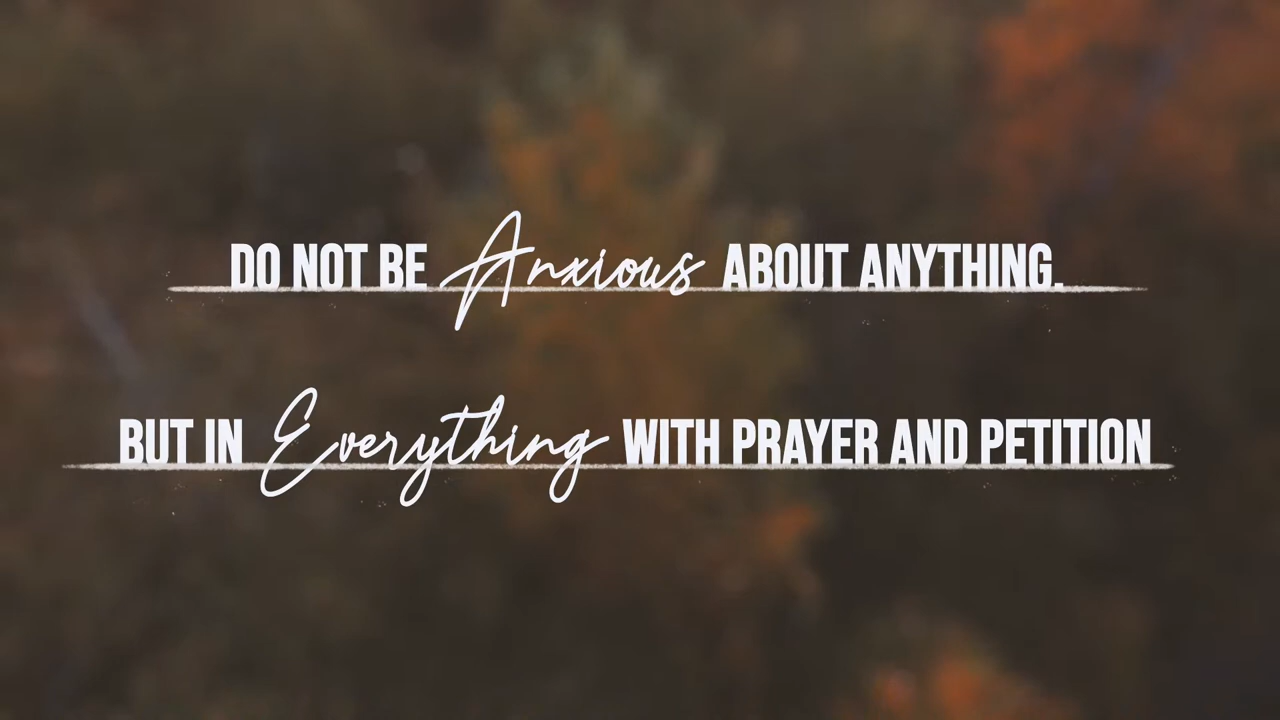 DO NOT BE Anxious ABOUT ANYTHING.
BUT IN Everything WITH PRAYER AND PETITION